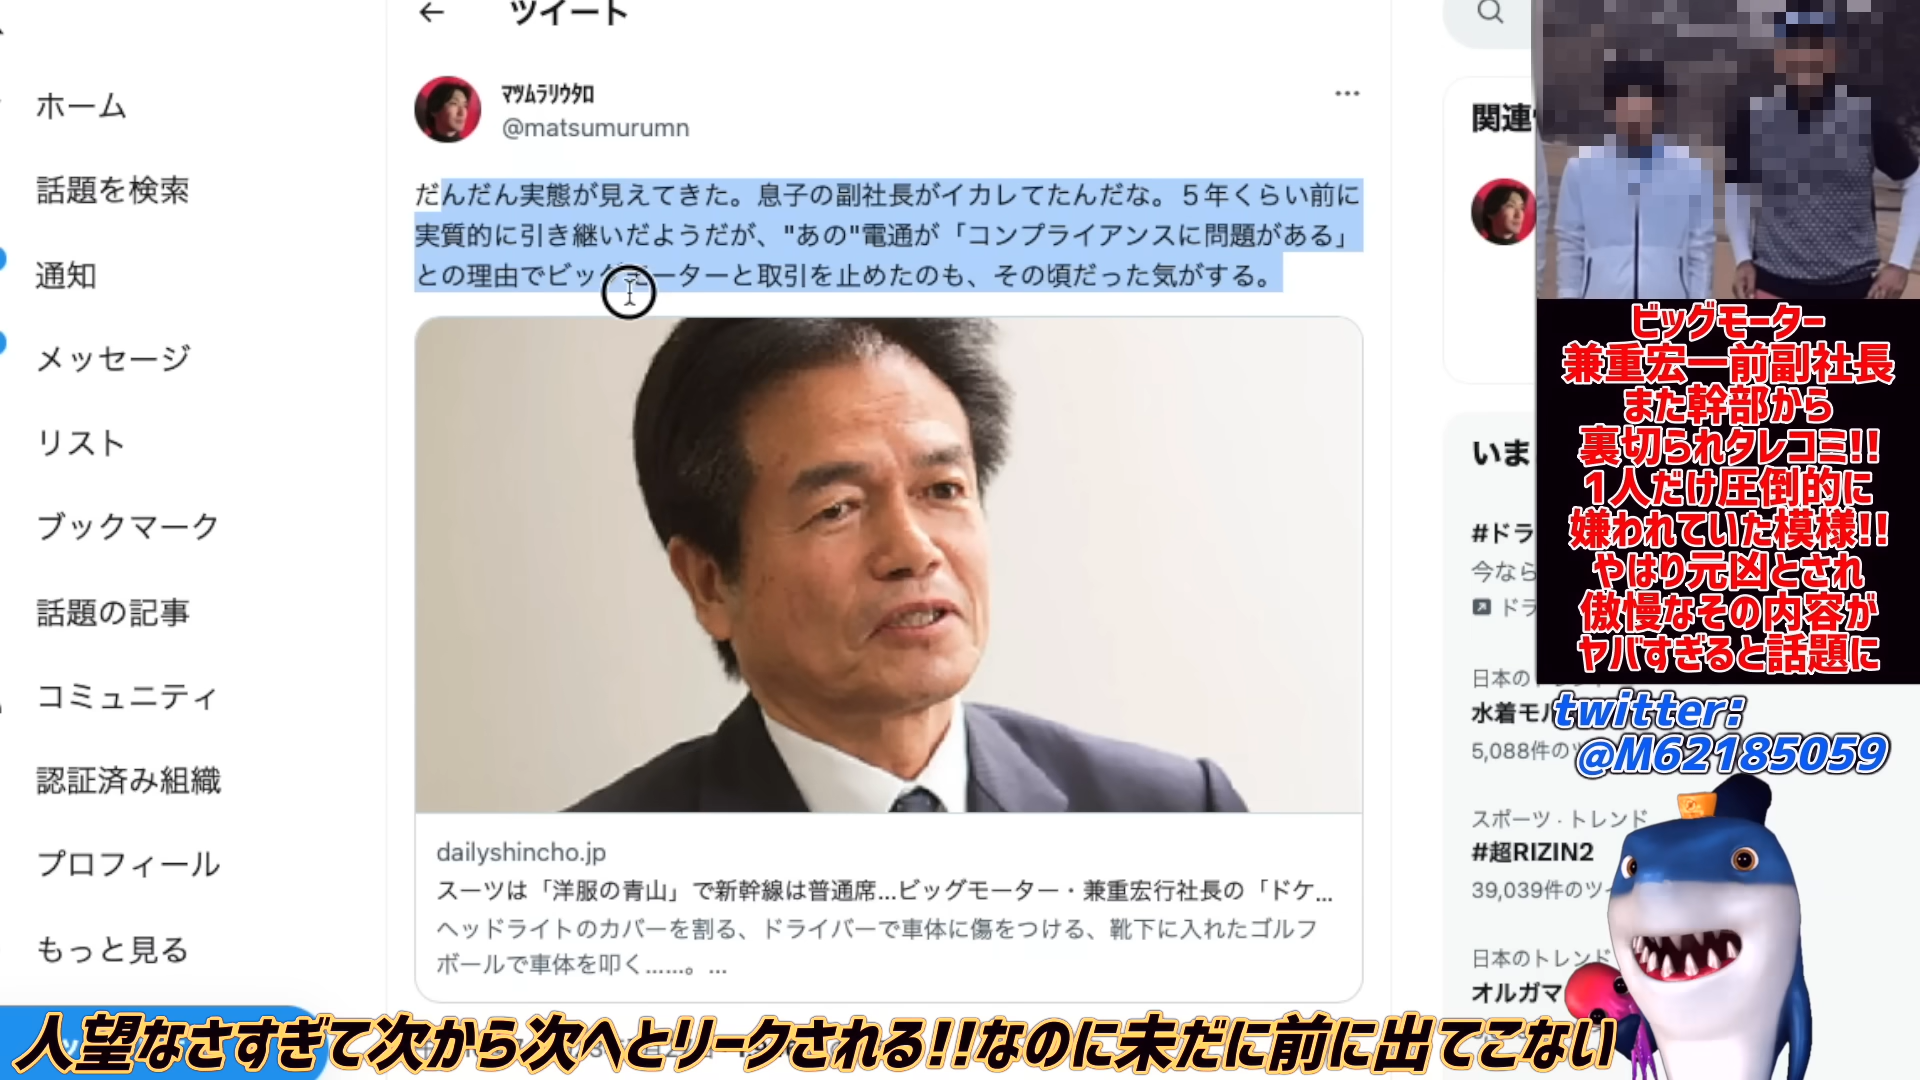 ツイート
ホーム
話題を検索
通知
メッセージ
リスト
ブックマーク
話題の記事
コミュニティ
認証済み組織
プロフィール
もっと見る
マツムラリウタロ
@matsumurumn
だんだん実態が見えてきた。息子の副社長がイカレてたんだな。５年くらい前に
実質的に引き継いだようだが、"あの"電通が「コンプライアンスに問題がある」
との理由でビッグモーターと取引を止めたのも、その頃だった気がする。
dailyshincho.jp
スーツは「洋服の青山」で新幹線は普通席…ビッグモーター・兼重宏行社長の「ドケ…
ヘッドライトのカバーを割る、ドライバーで車体に傷をつける、靴下に入れたゴルフ
ボールで車体を叩く……。…
関連
いま
#ドラ
今なら
ドラ
日本の
水着モ
5,088件の
スポーツ・トレンド
#超RIZIN2
39,039件のツ
日本のトレンド
オルガマ
ビッグモーター
兼重宏一前副社長
また幹部から
裏切られタレコミ!!
1人だけ圧倒的に
嫌われていた模様!!
やはり元凶とされ
傲慢なその内容が
ヤバすぎると話題に
twitter:
@M62185059
人望なさすぎて次から次へとリークされる!!なのに未だに前に出てこない